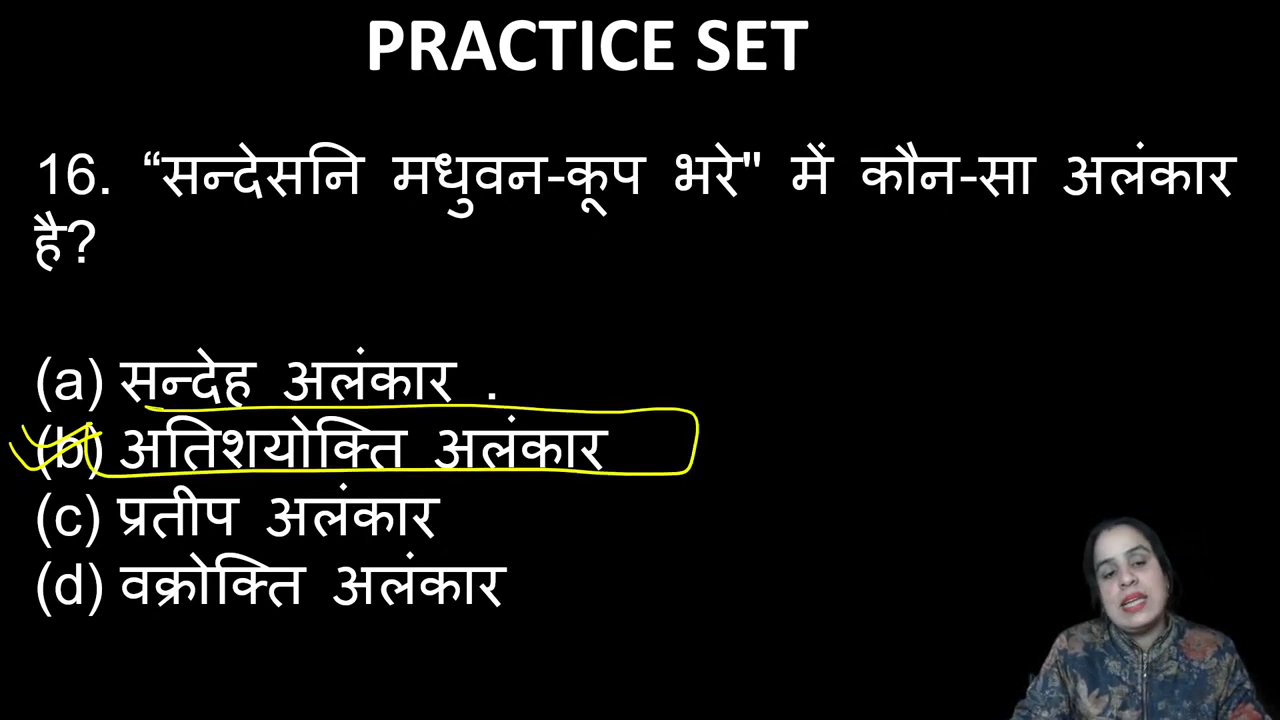 PRACTICE SET
16. “सन्देसनि मधुवन-कूप भरे" में कौन-सा अलंकार
है?
(a) सन्देह अलंकार .
(b) अतिशयोक्ति अलंकार
(c) प्रतीप अलंकार
(d) वक्रोक्ति अलंकार